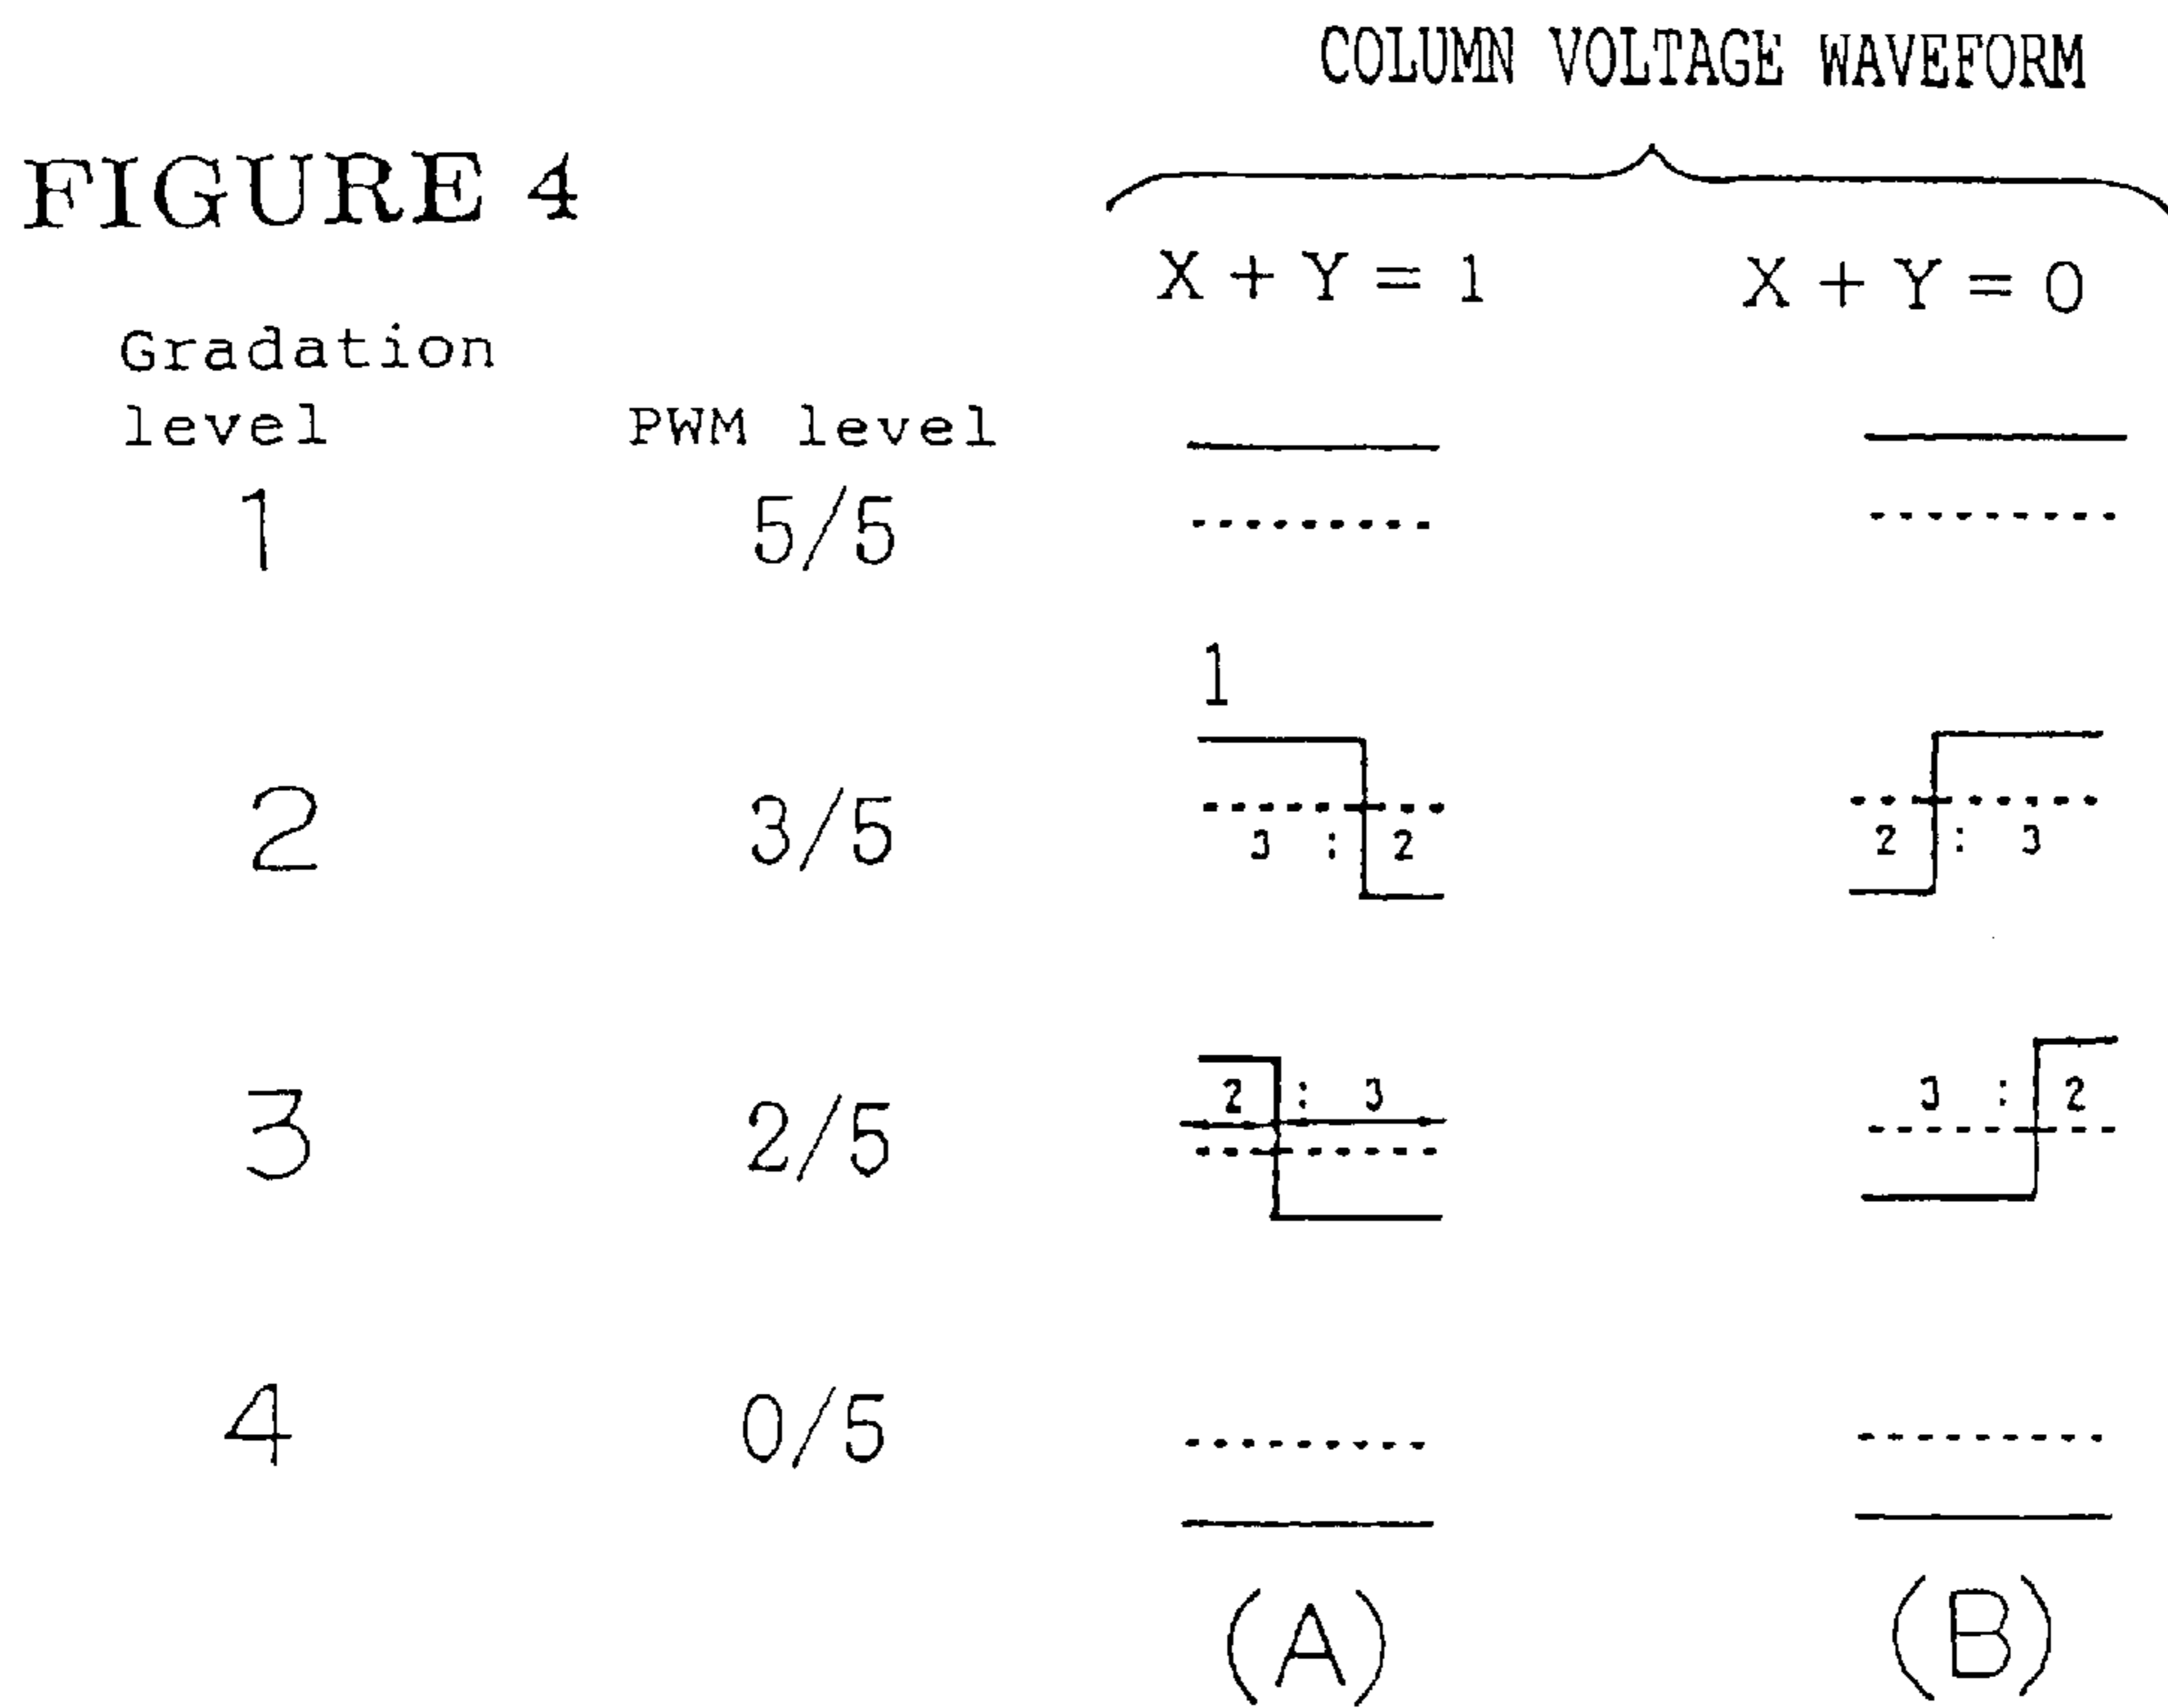 COLUMN VOLTAGE WAVEFORM
FIGURE 4
X + Y = 1 X + Y = 0
Gradation
level PWM level
1 5/5
1
2 3/5 3 : 2 2 : 3
3 2/5 2 : 3 3 : 2
4 0/5
(A) (B)